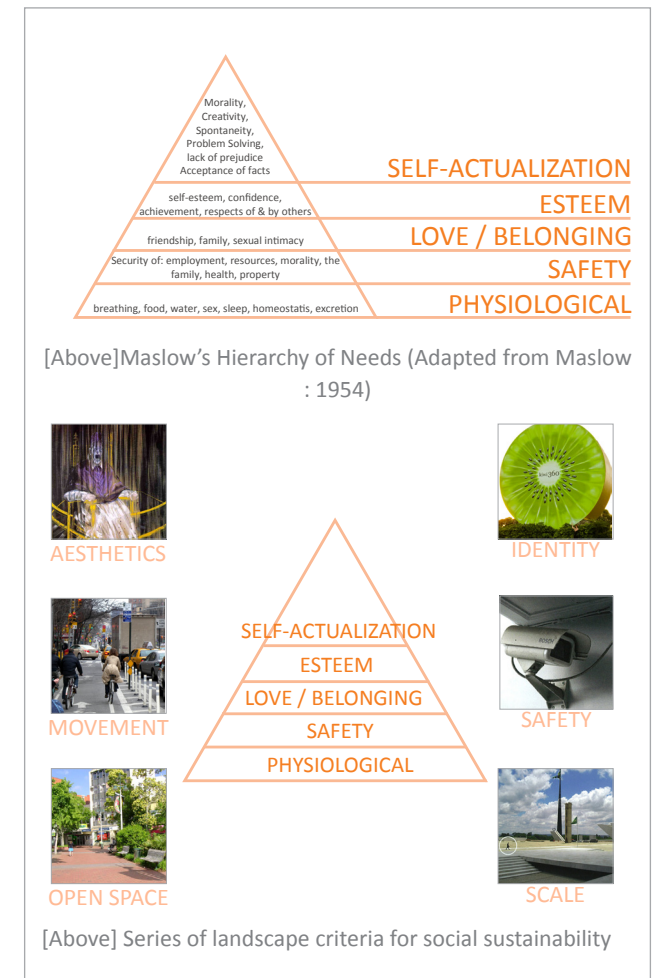 Morality,
Creativity,
Spontaneity,
Problem Solving,
lack of prejudice
Acceptance of facts
SELF-ACTUALIZATION
self-esteem, confidence,
achievement, respects of & by others
ESTEEM
friendship, family, sexual intimacy
LOVE / BELONGING
Security of: employment, resources, morality, the
family, health, property
SAFETY
breathing, food, water, sex, sleep, homeostatis, excretion
PHYSIOLOGICAL
[Above]Maslow's Hierarchy of Needs (Adapted from Maslow
: 1954)
AESTHETICS
IDENTITY
MOVEMENT
SELF-ACTUALIZATION
ESTEEM
LOVE / BELONGING
SAFETY
PHYSIOLOGICAL
SAFETY
OPEN SPACE
SCALE
[Above] Series of landscape criteria for social sustainability